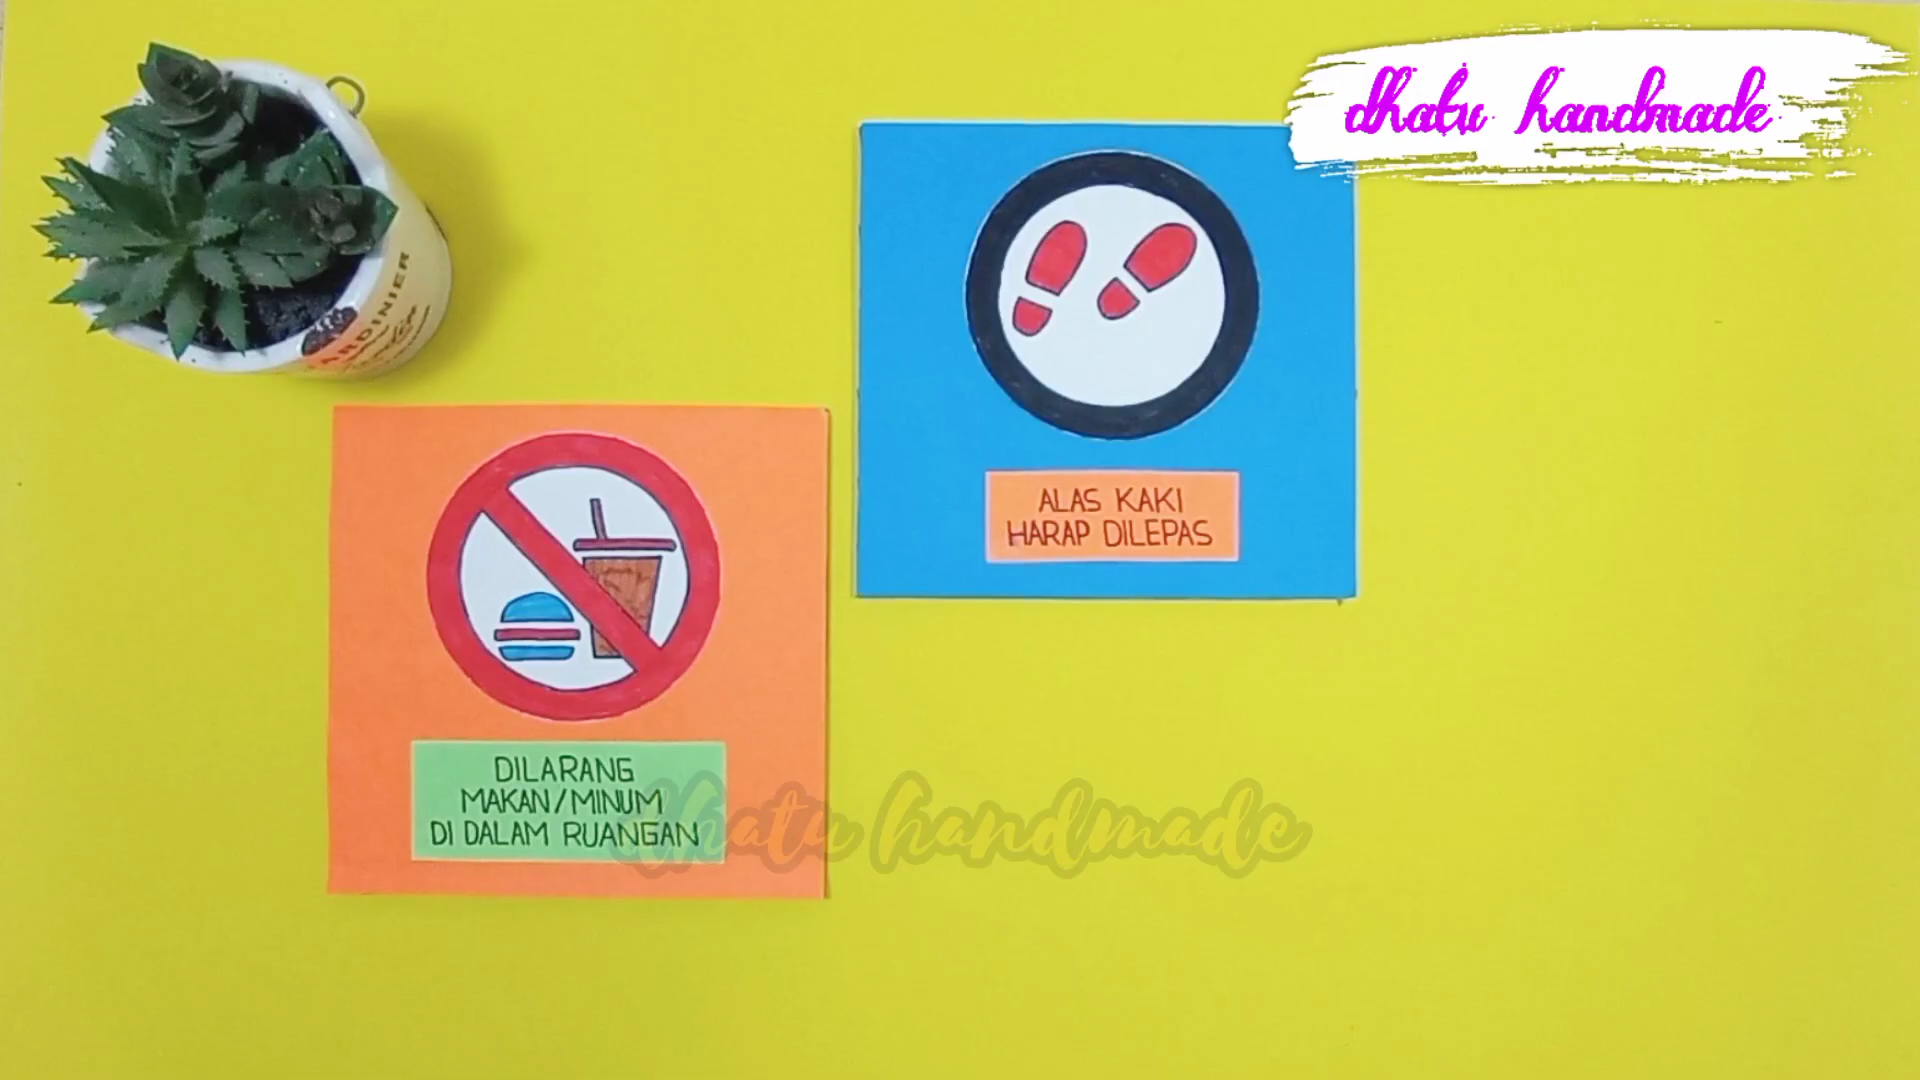 dhatu handmade
ALAS KAKI
HARAP DILEPAS
DILARANG
MAKAN/MINUM
DI DALAM RUANGAN
dhatu handmade